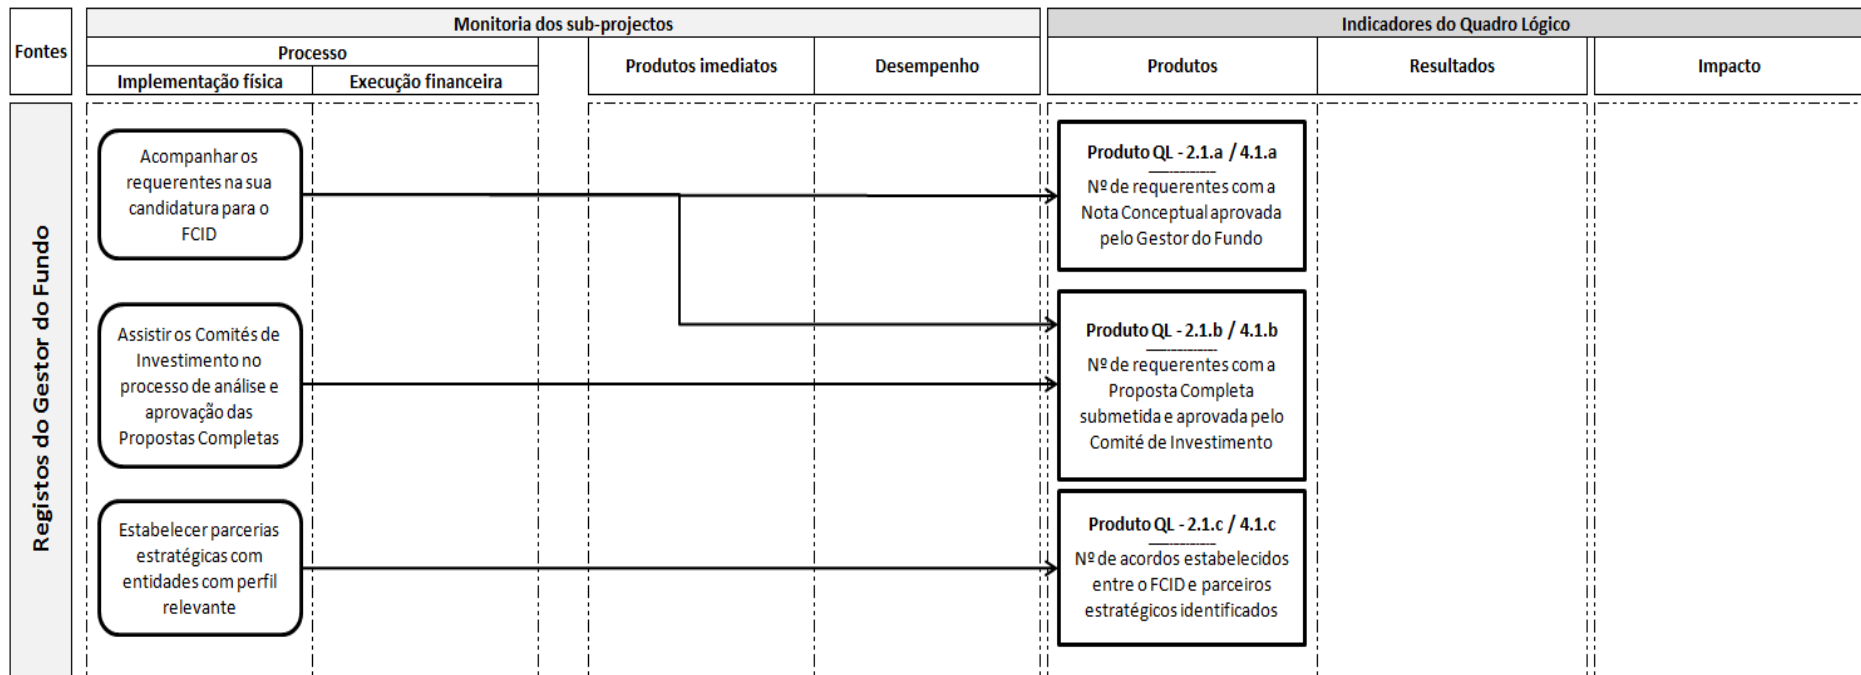 Fontes
Monitoria dos sub-projectos
Processo
Implementação física
Execução financeira
Produtos imediatos
Desempenho
Indicadores do Quadro Lógico
Produtos
Resultados
Impacto
Registos do Gestor do Fundo
Acompanhar os
requerentes na sua
candidatura para o
FCID
Assistir os Comités de
Investimento no
processo de análise e
aprovação das
Propostas Completas
Estabelecer parcerias
estratégicas com
entidades com perfil
relevante
Produto QL - 2.1.a / 4.1.a
Nº de requerentes com a
Nota Conceptual aprovada
pelo Gestor do Fundo
Produto QL - 2.1.b / 4.1.b
Nº de requerentes com a
Proposta Completa
submetida e aprovada pelo
Comité de Investimento
Produto QL - 2.1.c / 4.1.c
Nº de acordos estabelecidos
entre o FCID e parceiros
estratégicos identificados